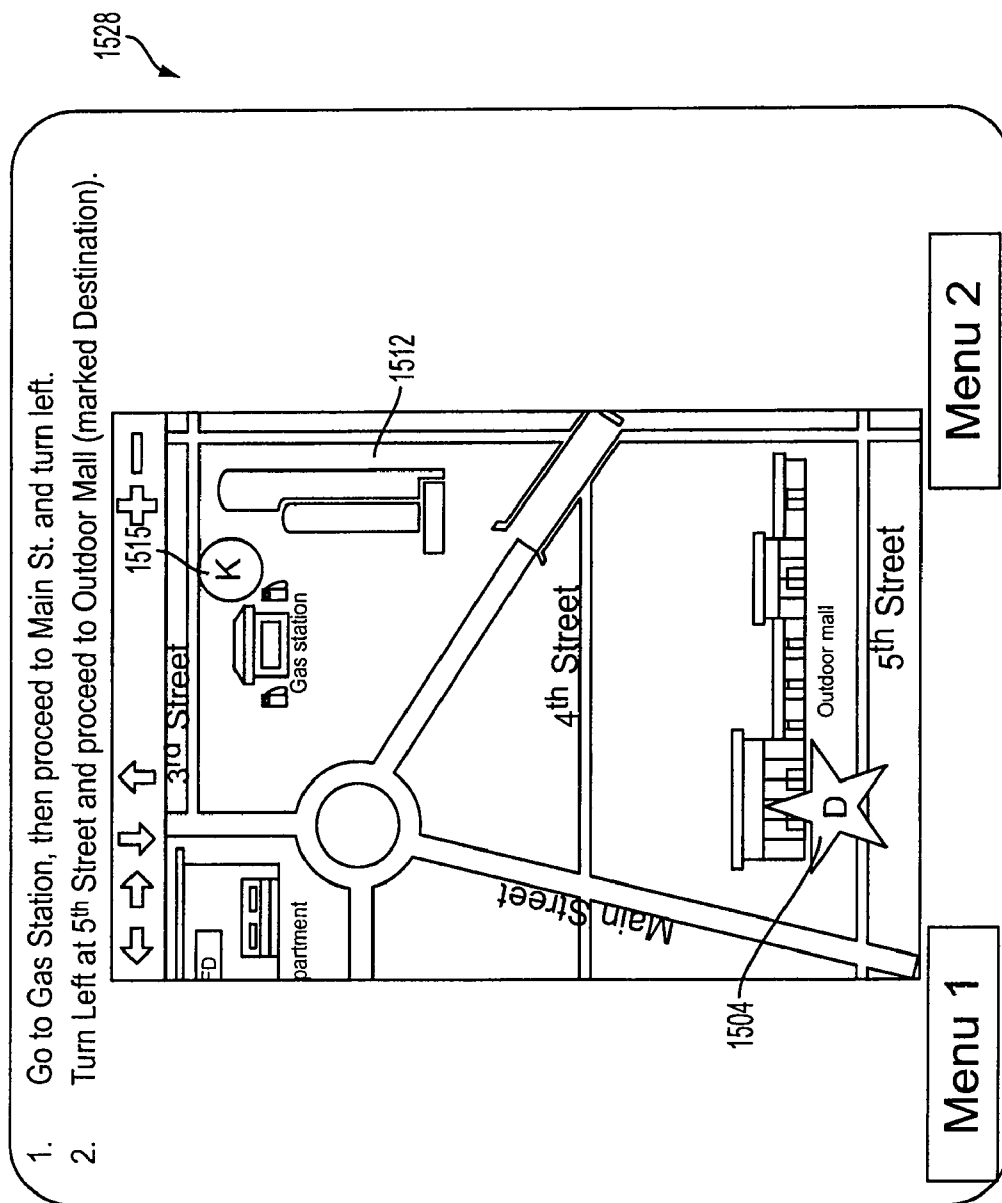 1528
1. Go to Gas Station, then proceed to Main St. and turn left.
2. Turn Left at 5th Street and proceed to Outdoor Mall (marked Destination).
1515
3rd Street
K
FD
Gas station
partment
1512
4th Street
Main Street
Outdoor mall
D
5th Street
1504
Menu 1
Menu 2